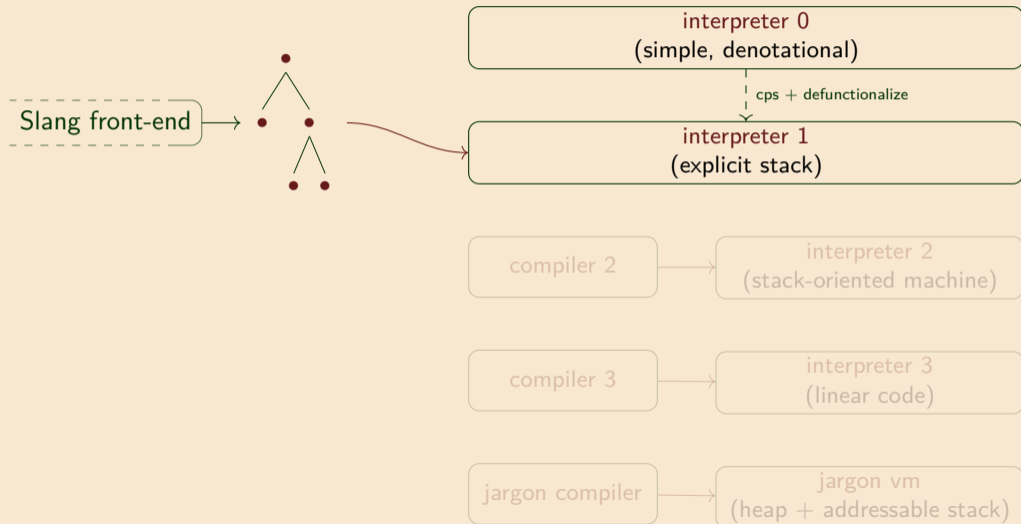 interpreter 0
(simple, denotational)
cps + defunctionalize
Slang front-end
interpreter 1
(explicit stack)
compiler 2
interpreter 2
(stack-oriented machine)
compiler 3
interpreter 3
(linear code)
jargon compiler
jargon vm
(heap + addressable stack)